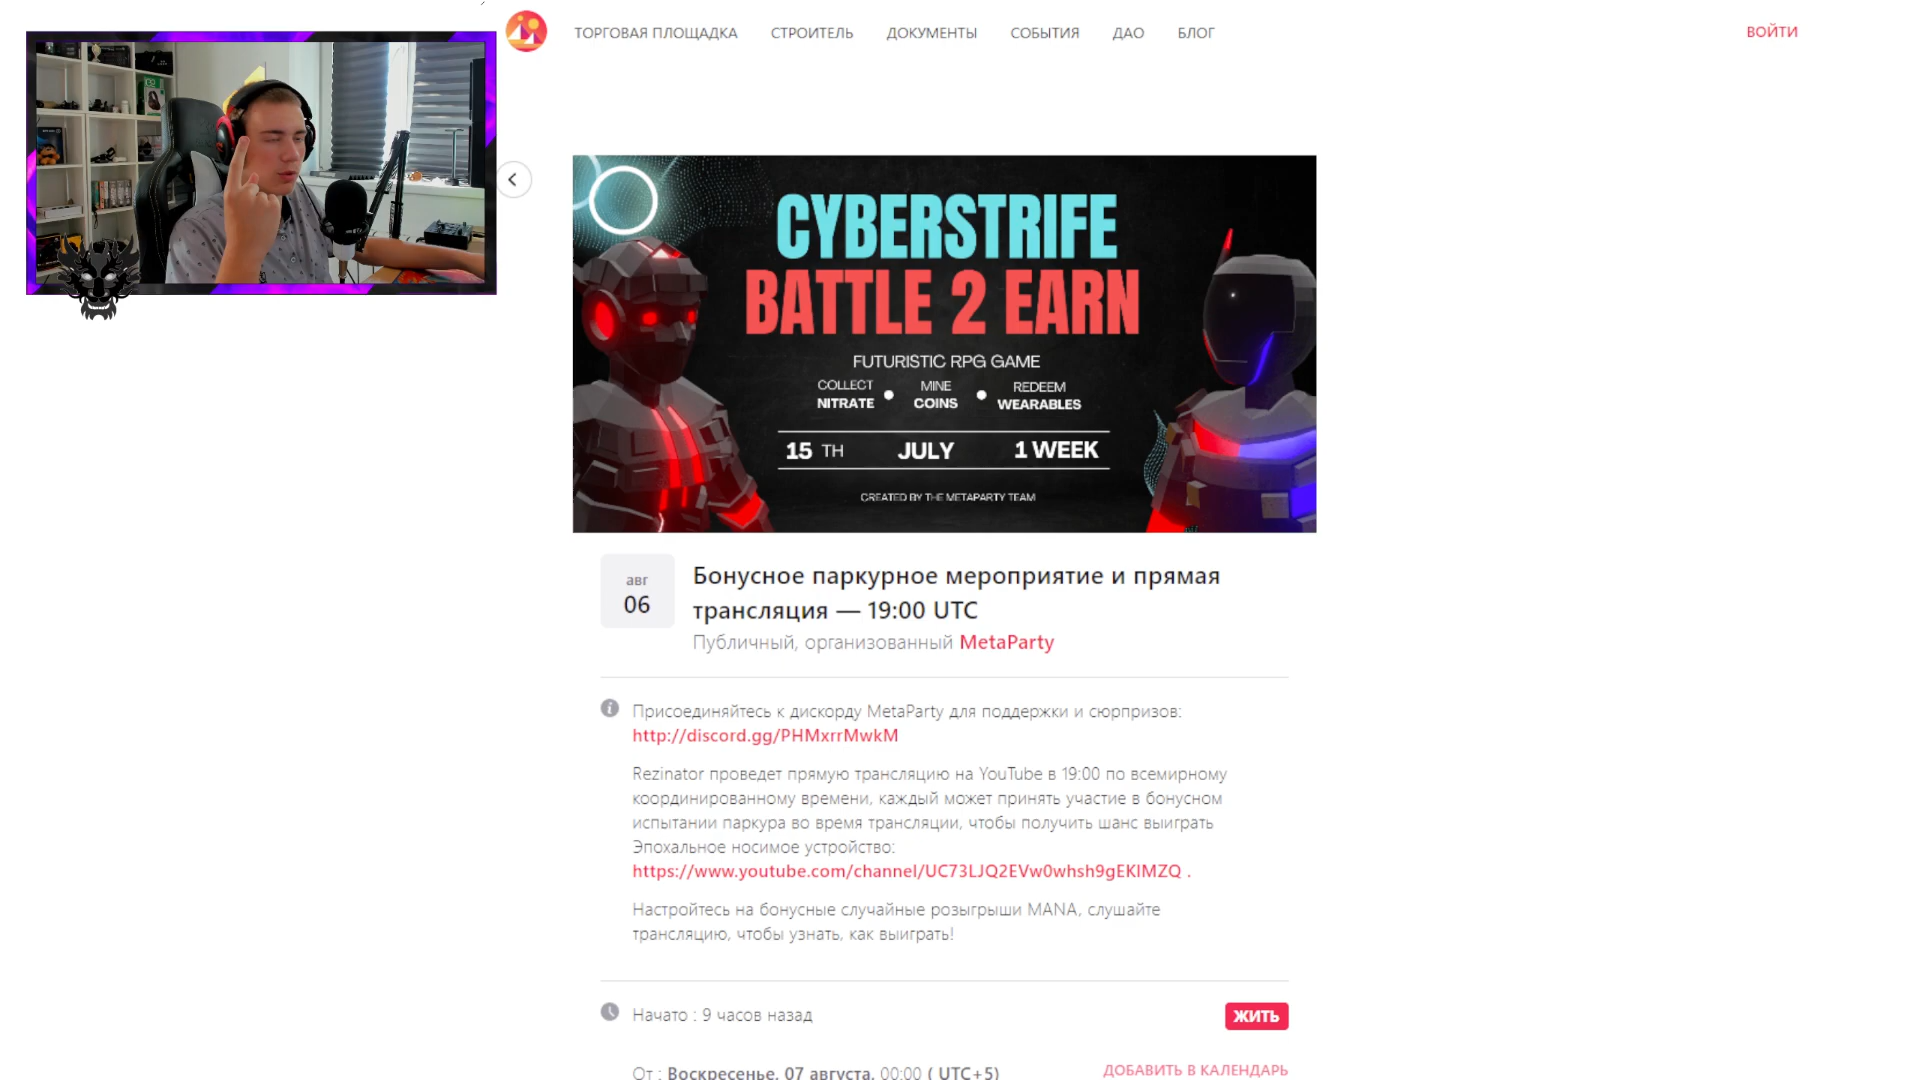 ТОРГОВАЯ ПЛОЩАДКА СТРОИТЕЛЬ ДОКУМЕНТЫ СОБЫТИЯ ДАО БЛОГ ВОЙТИ
CYBERSTRIFE
BATTLE 2 EARN
FUTURISTIC RPG GAME
COLLECT NITRATE • MINE COINS • REDEEM WEARABLES
15 TH JULY 1 WEEK
CREATED BY THE METAPARTY TEAM
авг
06
Бонусное паркурное мероприятие и прямая
трансляция — 19:00 UTC
Публичный, организованный MetaParty
Присоединяйтесь к дискорду MetaParty для поддержки и сюрпризов:
http://discord.gg/PHMxrrMwkM
Rezinator проведет прямую трансляцию на YouTube в 19:00 по всемирному
координированному времени, каждый может принять участие в бонусном
испытании паркура во время трансляции, чтобы получить шанс выиграть
Эпохальное носимое устройство:
https://www.youtube.com/channel/UC73LJQ2EVw0whsh9gEKlMZQ .
Настройтесь на бонусные случайные розыгрыши MANA, слушайте
трансляцию, чтобы узнать, как выиграть!
Начато : 9 часов назад ЖИТЬ
От : Воскресенье, 07 августа, 00:00 ( UTC+5) ДОБАВИТЬ В КАЛЕНДАРЬ